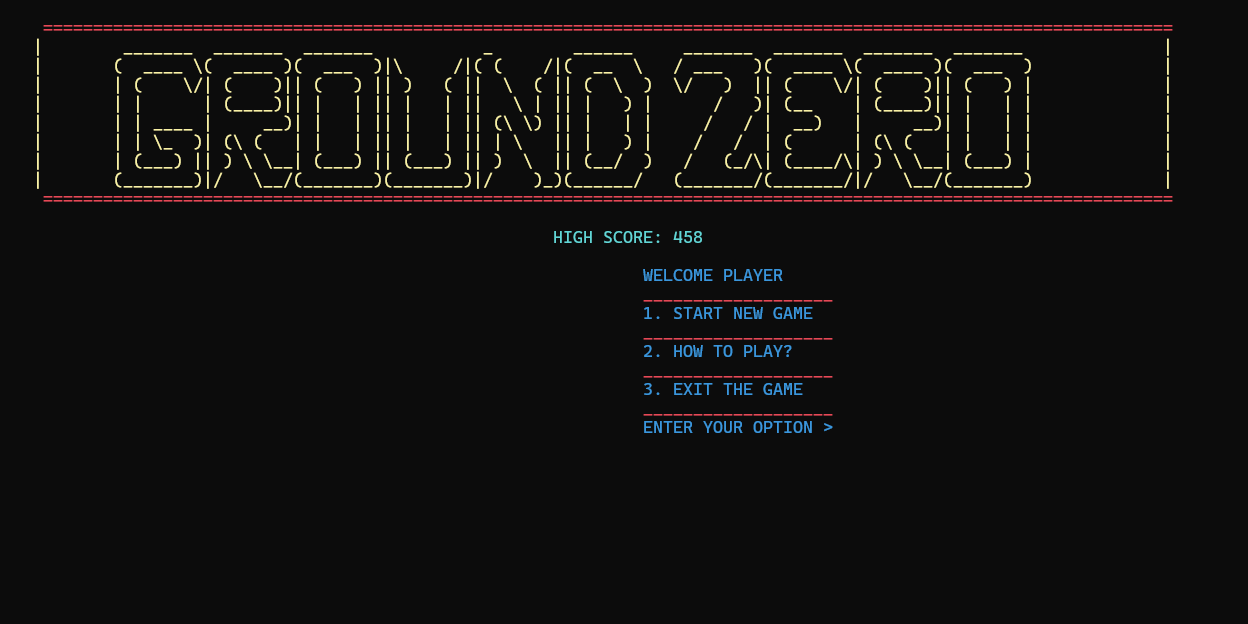 GROUND ZERO
HIGH SCORE: 458
WELCOME PLAYER
1. START NEW GAME
2. HOW TO PLAY?
3. EXIT THE GAME
ENTER YOUR OPTION >